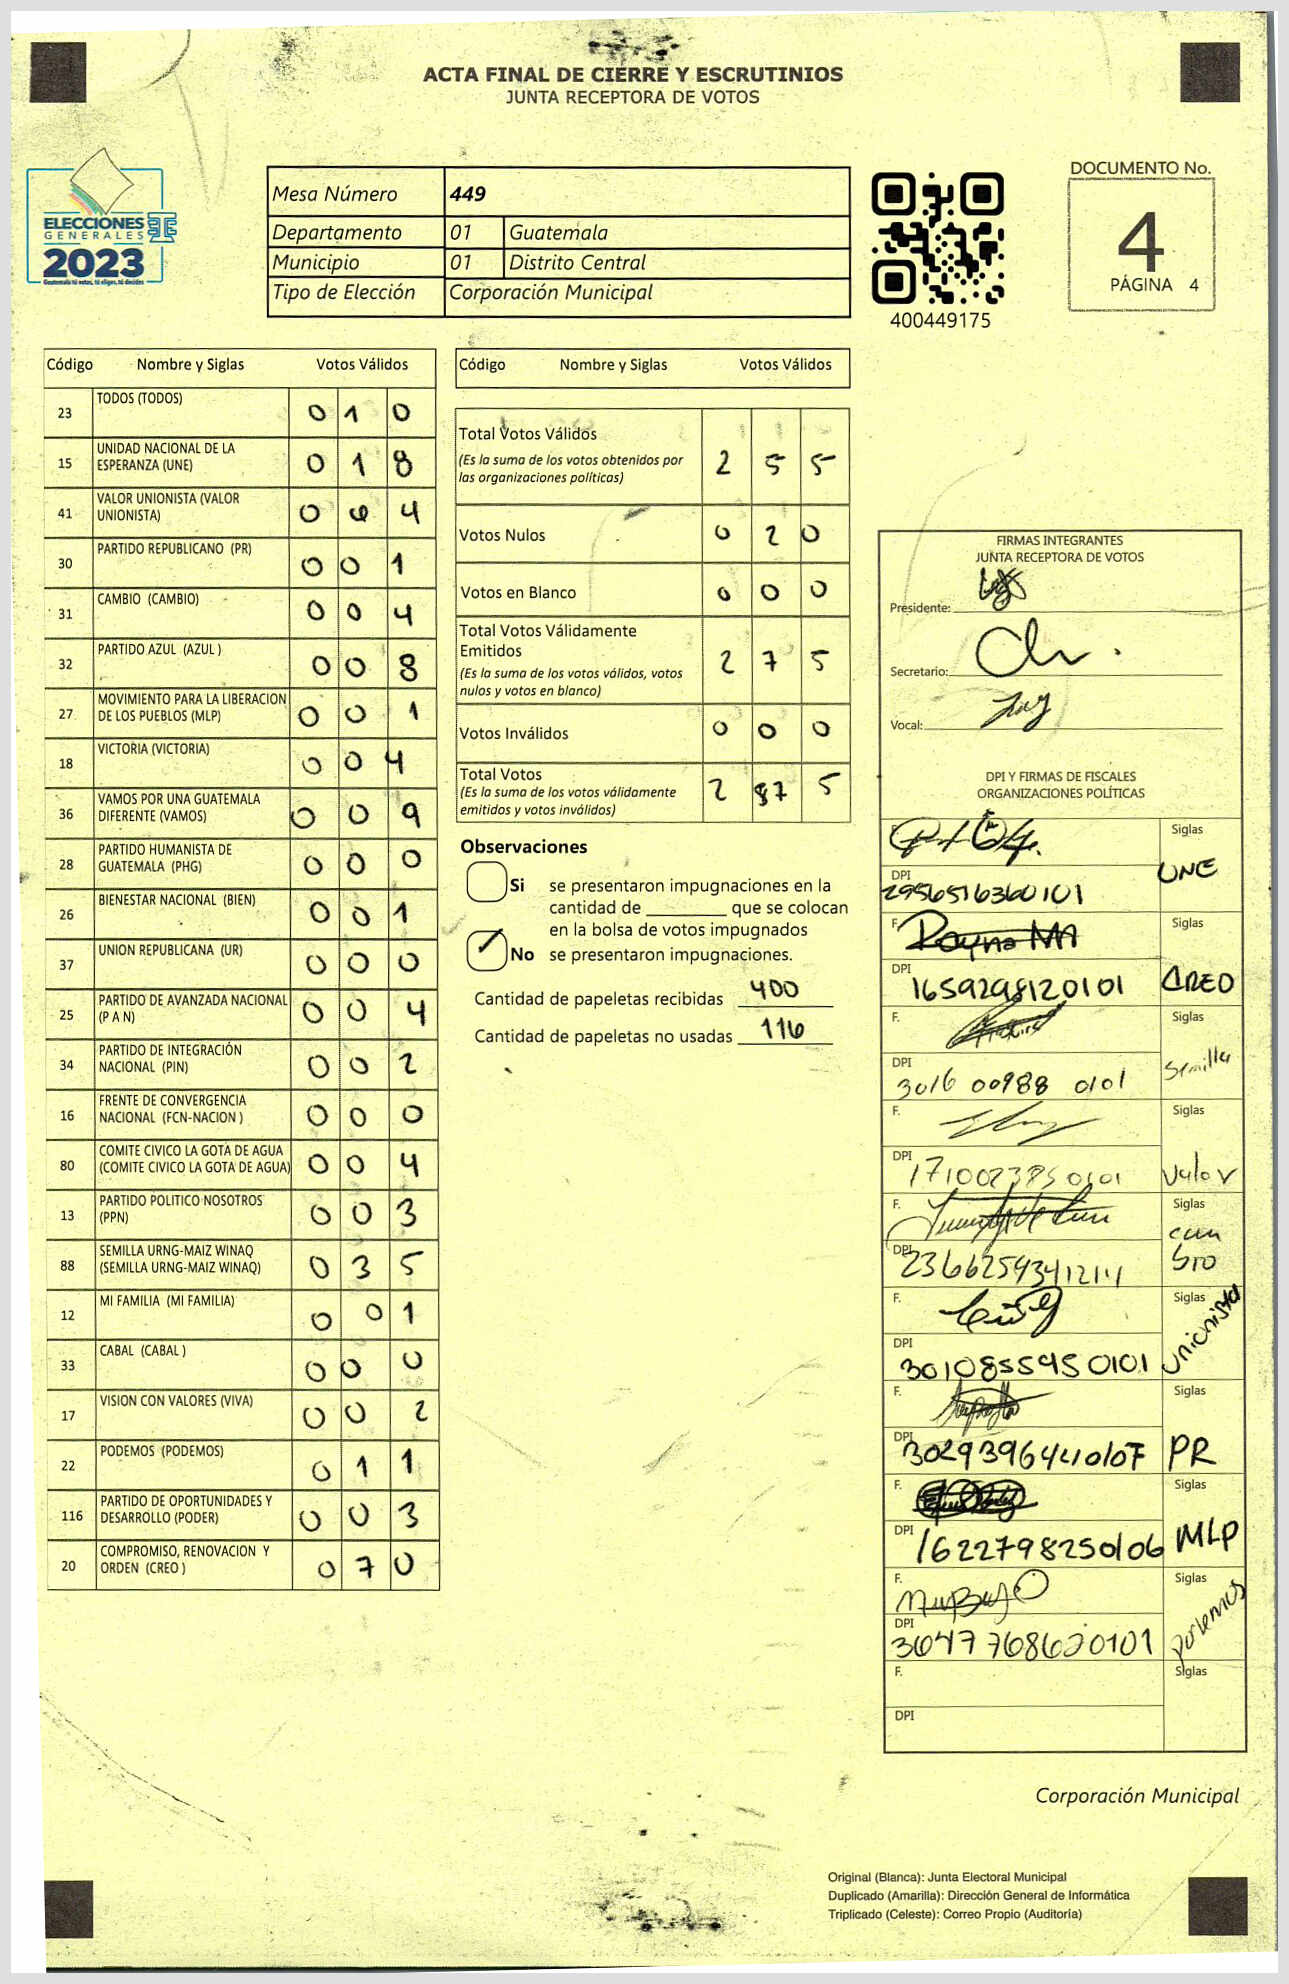 ACTA FINAL DE CIERRE Y ESCRUTINIOS
JUNTA RECEPTORA DE VOTOS
ELECCIONES
GENERALES
2023
Guatemala tú votas, tú eliges, tú decides
Mesa Número 449
Departamento 01 Guatemala
Municipio 01 Distrito Central
Tipo de Elección Corporación Municipal
400449175
DOCUMENTO No.
4
PÁGINA 4
Código Nombre y Siglas Votos Válidos
23 TODOS (TODOS) 0 1 0
15 UNIDAD NACIONAL DE LA
ESPERANZA (UNE) 0 1 8
41 VALOR UNIONISTA (VALOR
UNIONISTA) 0 4
30 PARTIDO REPUBLICANO (PR) 0 0 1
31 CAMBIO (CAMBIO) 0 0 4
32 PARTIDO AZUL (AZUL ) 0 0 8
27 MOVIMIENTO PARA LA LIBERACION
DE LOS PUEBLOS (MLP) 0 0 1
18 VICTORIA (VICTORIA) 0 0 4
36 VAMOS POR UNA GUATEMALA
DIFERENTE (VAMOS) 0 0 9
28 PARTIDO HUMANISTA DE
GUATEMALA (PHG) 0 0 0
26 BIENESTAR NACIONAL (BIEN) 0 0 1
37 UNION REPUBLICANA (UR) 0 0 0
25 PARTIDO DE AVANZADA NACIONAL
(P A N) 0 0 4
34 PARTIDO DE INTEGRACIÓN
NACIONAL (PIN) 0 0 2
16 FRENTE DE CONVERGENCIA
NACIONAL (FCN-NACION ) 0 0 0
80 COMITE CIVICO LA GOTA DE AGUA
(COMITE CIVICO LA GOTA DE AGUA) 0 0 4
13 PARTIDO POLITICO NOSOTROS
(PPN) 0 0 3
88 SEMILLA URNG-MAIZ WINAQ
(SEMILLA URNG-MAIZ WINAQ) 0 3 5
12 MI FAMILIA (MI FAMILIA) 0 0 1
33 CABAL (CABAL ) 0 0 0
17 VISION CON VALORES (VIVA) 0 0 2
22 PODEMOS (PODEMOS) 0 1 1
116 PARTIDO DE OPORTUNIDADES Y
DESARROLLO (PODER) 0 0 3
20 COMPROMISO, RENOVACION Y
ORDEN (CREO ) 0 7 0
Código Nombre y Siglas Votos Válidos
Total Votos Válidos 2 5 5
(Es la suma de los votos obtenidos por
las organizaciones políticas)
Votos Nulos 0 2 0
Votos en Blanco 0 0 0
Total Votos Válidamente
Emitidos 2 7 5
(Es la suma de los votos válidos, votos
nulos y votos en blanco)
Votos Inválidos 0 0 0
Total Votos 2 7 5
(Es la suma de los votos válidamente
emitidos y votos inválidos)
Observaciones
Si se presentaron impugnaciones en la
cantidad de ________ que se colocan
en la bolsa de votos impugnados
No se presentaron impugnaciones.
Cantidad de papeletas recibidas 400
Cantidad de papeletas no usadas 116
FIRMAS INTEGRANTES
JUNTA RECEPTORA DE VOTOS
Presidente:
Secretario:
Vocal:
DPI Y FIRMAS DE FISCALES
ORGANIZACIONES POLÍTICAS
Siglas
UNE
DPI
2956516360101
F. Siglas
DPI
1659298120101 CREO
F. Siglas
Semilla
DPI
3016 00988 0101
F. Siglas
DPI
1710023850101 Valor
F. Siglas
cam
bio
DPI
2366259341211
F. Siglas
Unionista
DPI
3010855950101
F. Siglas
DPI
3029396440107 PR
F. Siglas
DPI
1622798250106 MLP
F. Siglas
podemos
DPI
3647768620101
F. Siglas
DPI
Corporación Municipal
Original (Blanca): Junta Electoral Municipal
Duplicado (Amarilla): Dirección General de Informática
Triplicado (Celeste): Correo Propio (Auditoría)